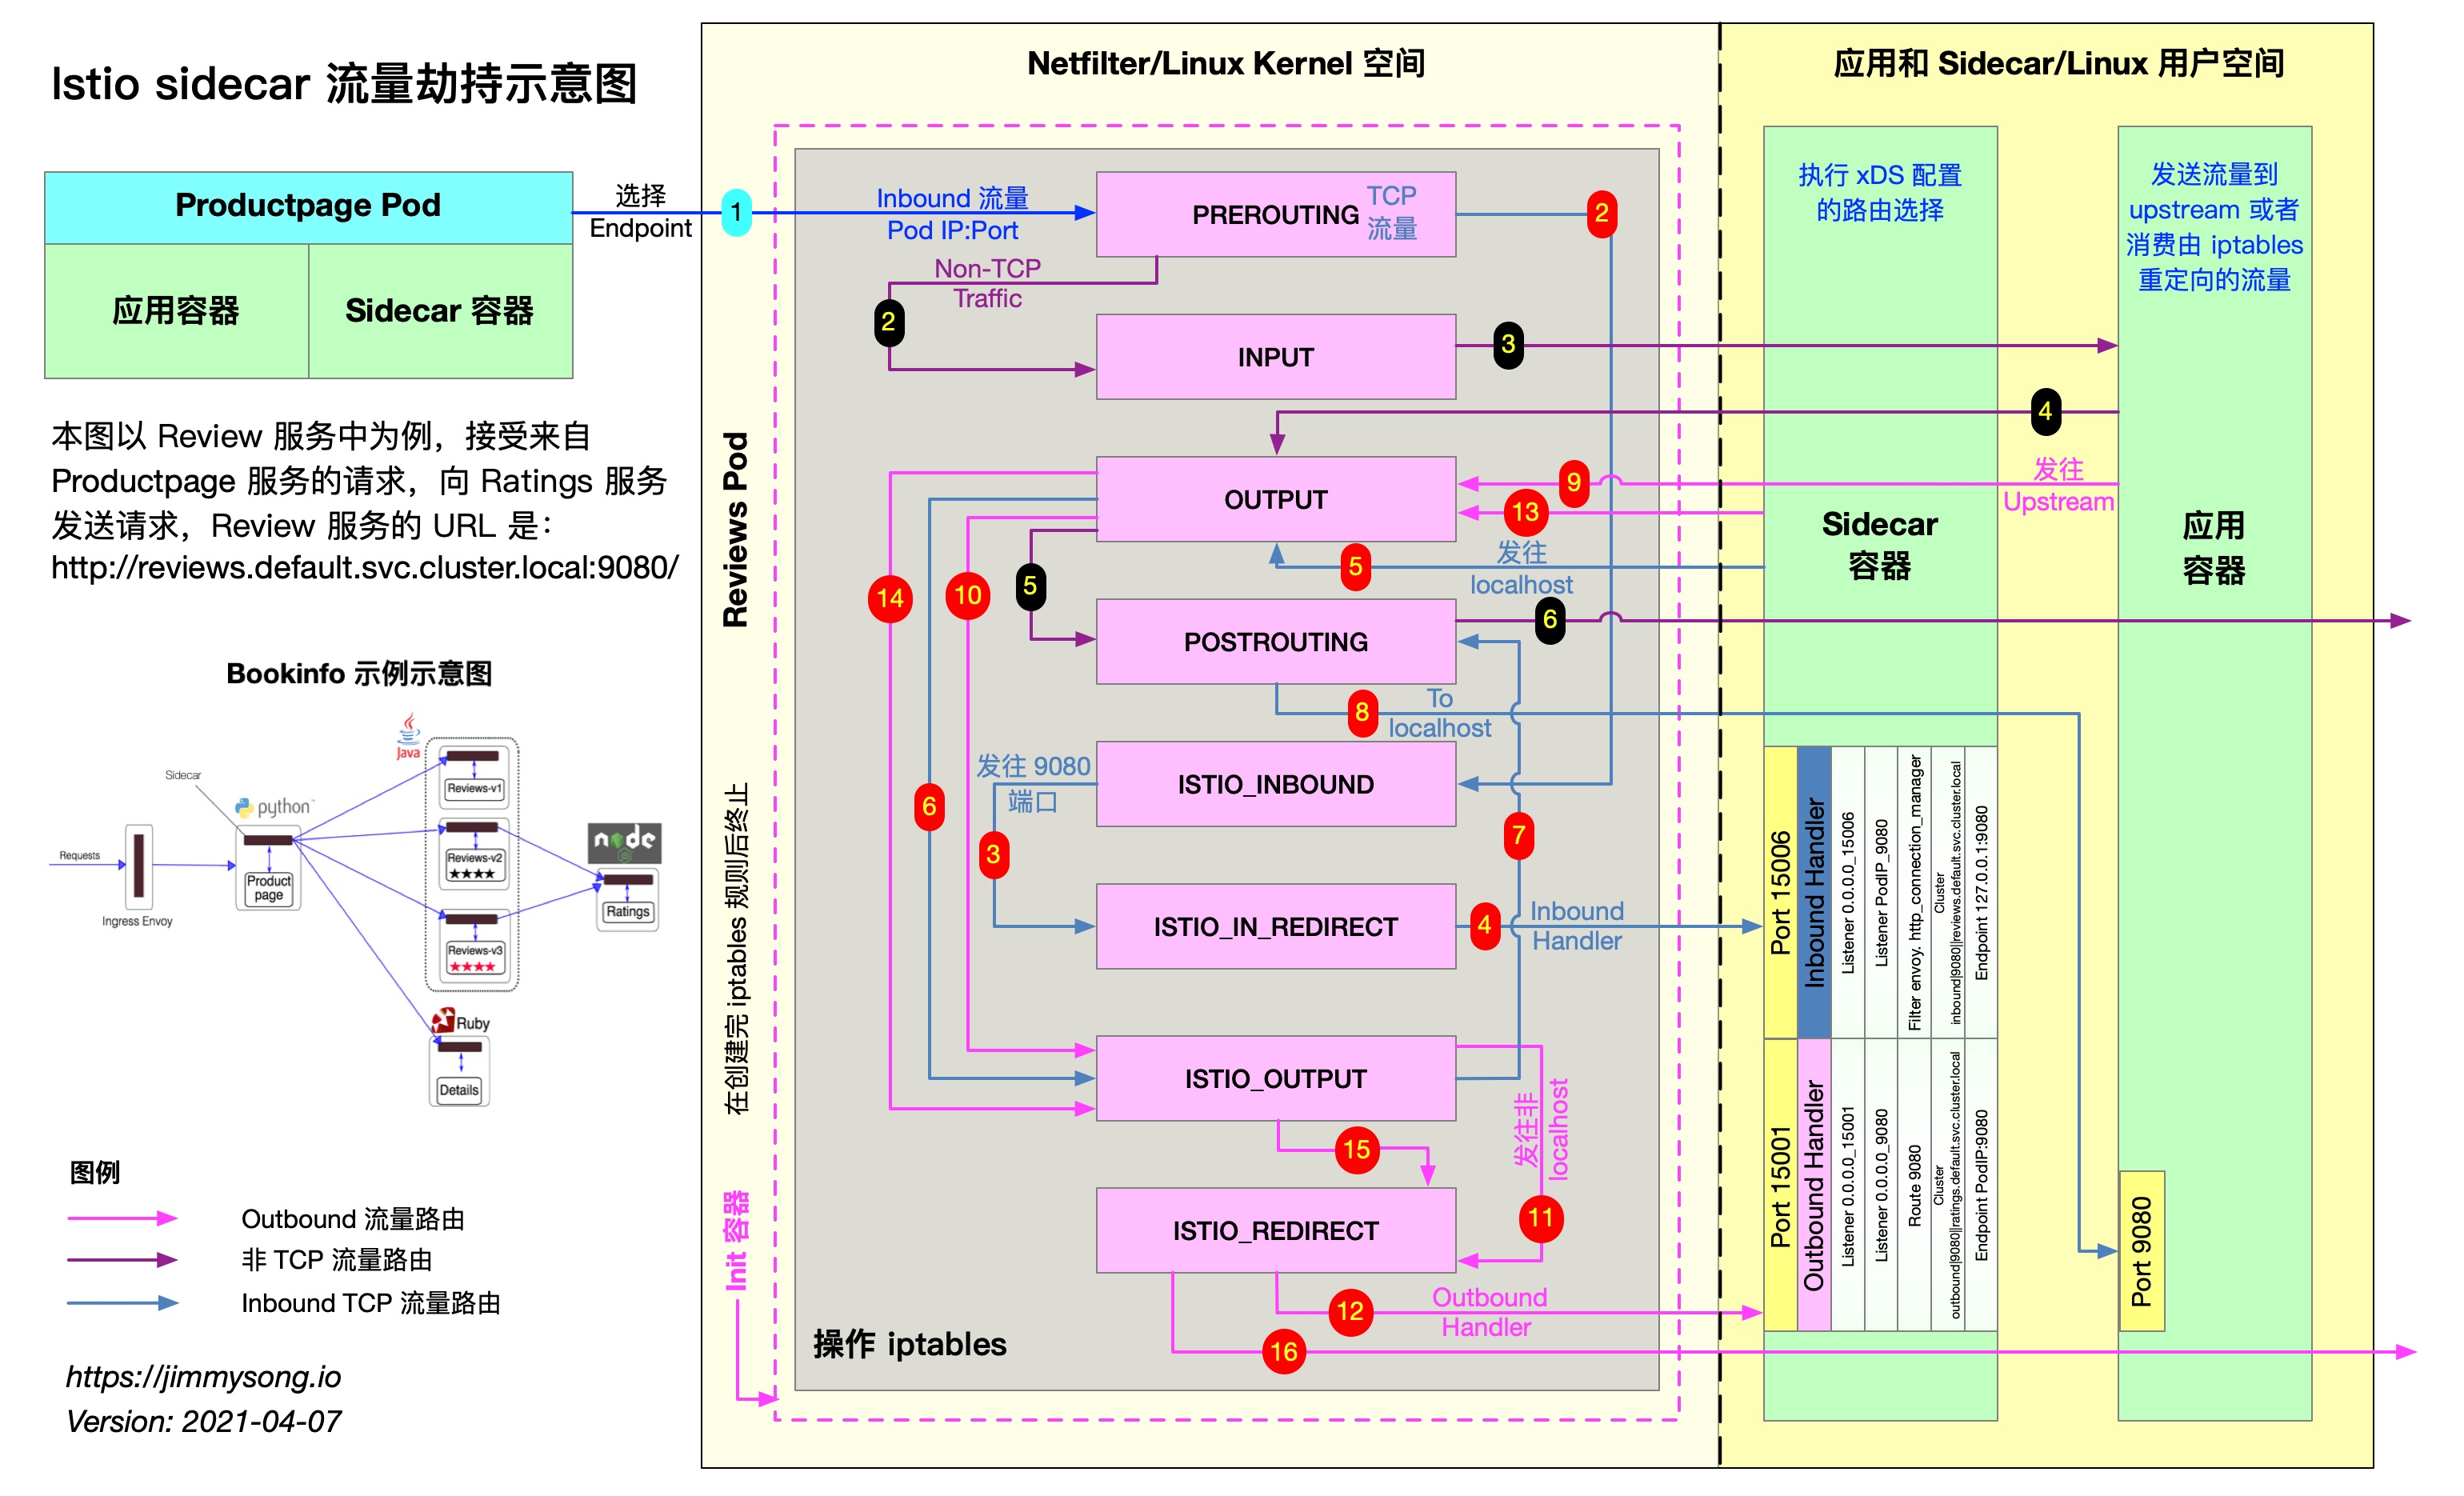 Istio sidecar 流量劫持示意图
Productpage Pod
应用容器
Sidecar 容器
选择
Endpoint
1
本图以 Review 服务中为例，接受来自
Productpage 服务的请求，向 Ratings 服务
发送请求，Review 服务的 URL 是：
http://reviews.default.svc.cluster.local:9080/
Bookinfo 示例示意图
Sidecar
Requests
Ingress Envoy
python™
Product
page
Java
Reviews-v1
Reviews-v2
★★★★
Reviews-v3
★★★★
node
JS
Ratings
Ruby
Details
图例
Outbound 流量路由
非 TCP 流量路由
Inbound TCP 流量路由
https://jimmysong.io
Version: 2021-04-07
Netfilter/Linux Kernel 空间
Reviews Pod
在创建完 iptables 规则后终止
Init 容器
Inbound 流量
Pod IP:Port
PREROUTING
TCP
流量
2
Non-TCP
Traffic
2
INPUT
3
4
OUTPUT
9
13
发往
Upstream
5
发往
localhost
14
10
5
POSTROUTING
6
8
To
localhost
发往 9080
端口
ISTIO_INBOUND
6
3
7
ISTIO_IN_REDIRECT
4
Inbound
Handler
ISTIO_OUTPUT
15
发往非
localhost
11
ISTIO_REDIRECT
12
Outbound
Handler
16
操作 iptables
应用和 Sidecar/Linux 用户空间
执行 xDS 配置
的路由选择
Sidecar
容器
发送流量到
upstream 或者
消费由 iptables
重定向的流量
应用
容器
Port 15006
Inbound Handler
Listener 0.0.0.0_15006
Listener PodIP_9080
Filter envoy. http_connection_manager
Cluster
inbound|9080||reviews.default.svc.cluster.local
Endpoint 127.0.0.1:9080
Port 15001
Outbound Handler
Listener 0.0.0.0_15001
Listener 0.0.0.0_9080
Route 9080
Cluster
outbound|9080||ratings.default.svc.cluster.local
Endpoint PodIP:9080
Port 9080